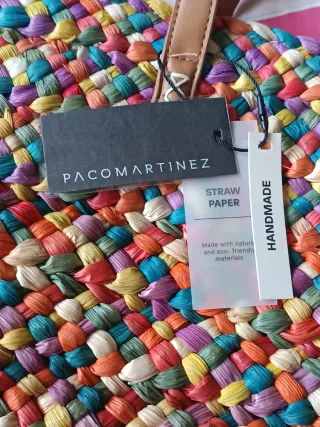 PACOMARTINEZ
STRAW
PAPER
Made with natural
and eco- friendly
materials
HANDMADE